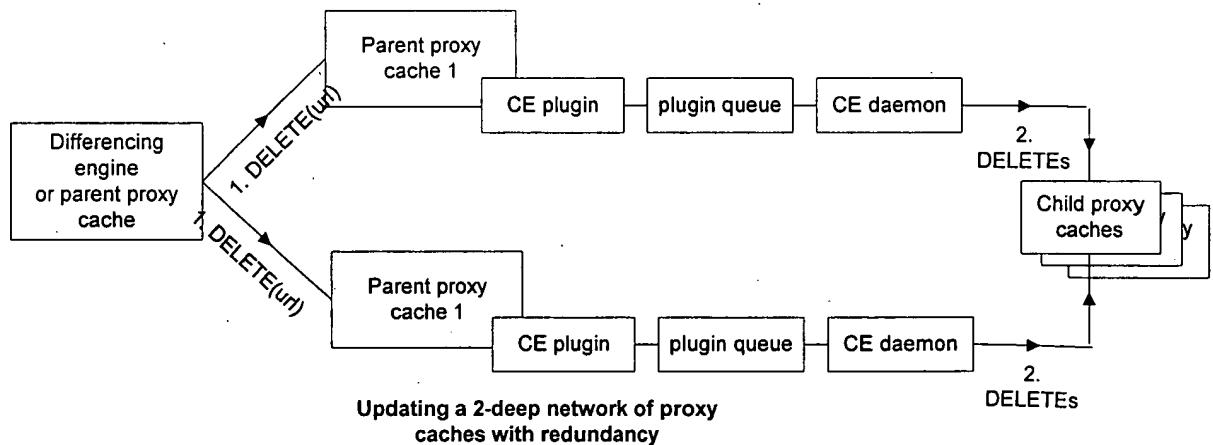 Parent proxy
cache 1
CE plugin
plugin queue
CE daemon
Differencing
engine
or parent proxy
cache
1. DELETE(url)
2.
DELETEs
Child proxy
caches
y
y
1. DELETE(url)
Parent proxy
cache 1
CE plugin
plugin queue
CE daemon
2.
DELETEs
Updating a 2-deep network of proxy
caches with redundancy